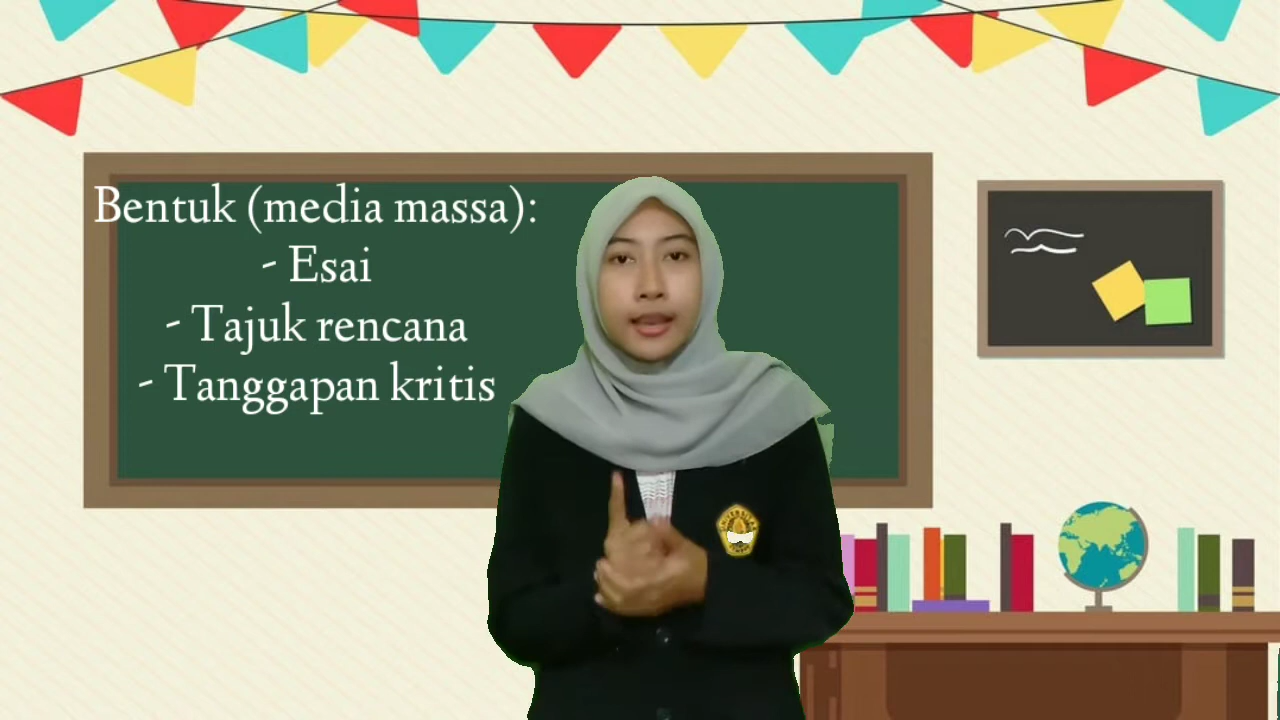 Bentuk (media massa):
- Esai
- Tajuk rencana
- Tanggapan kritis